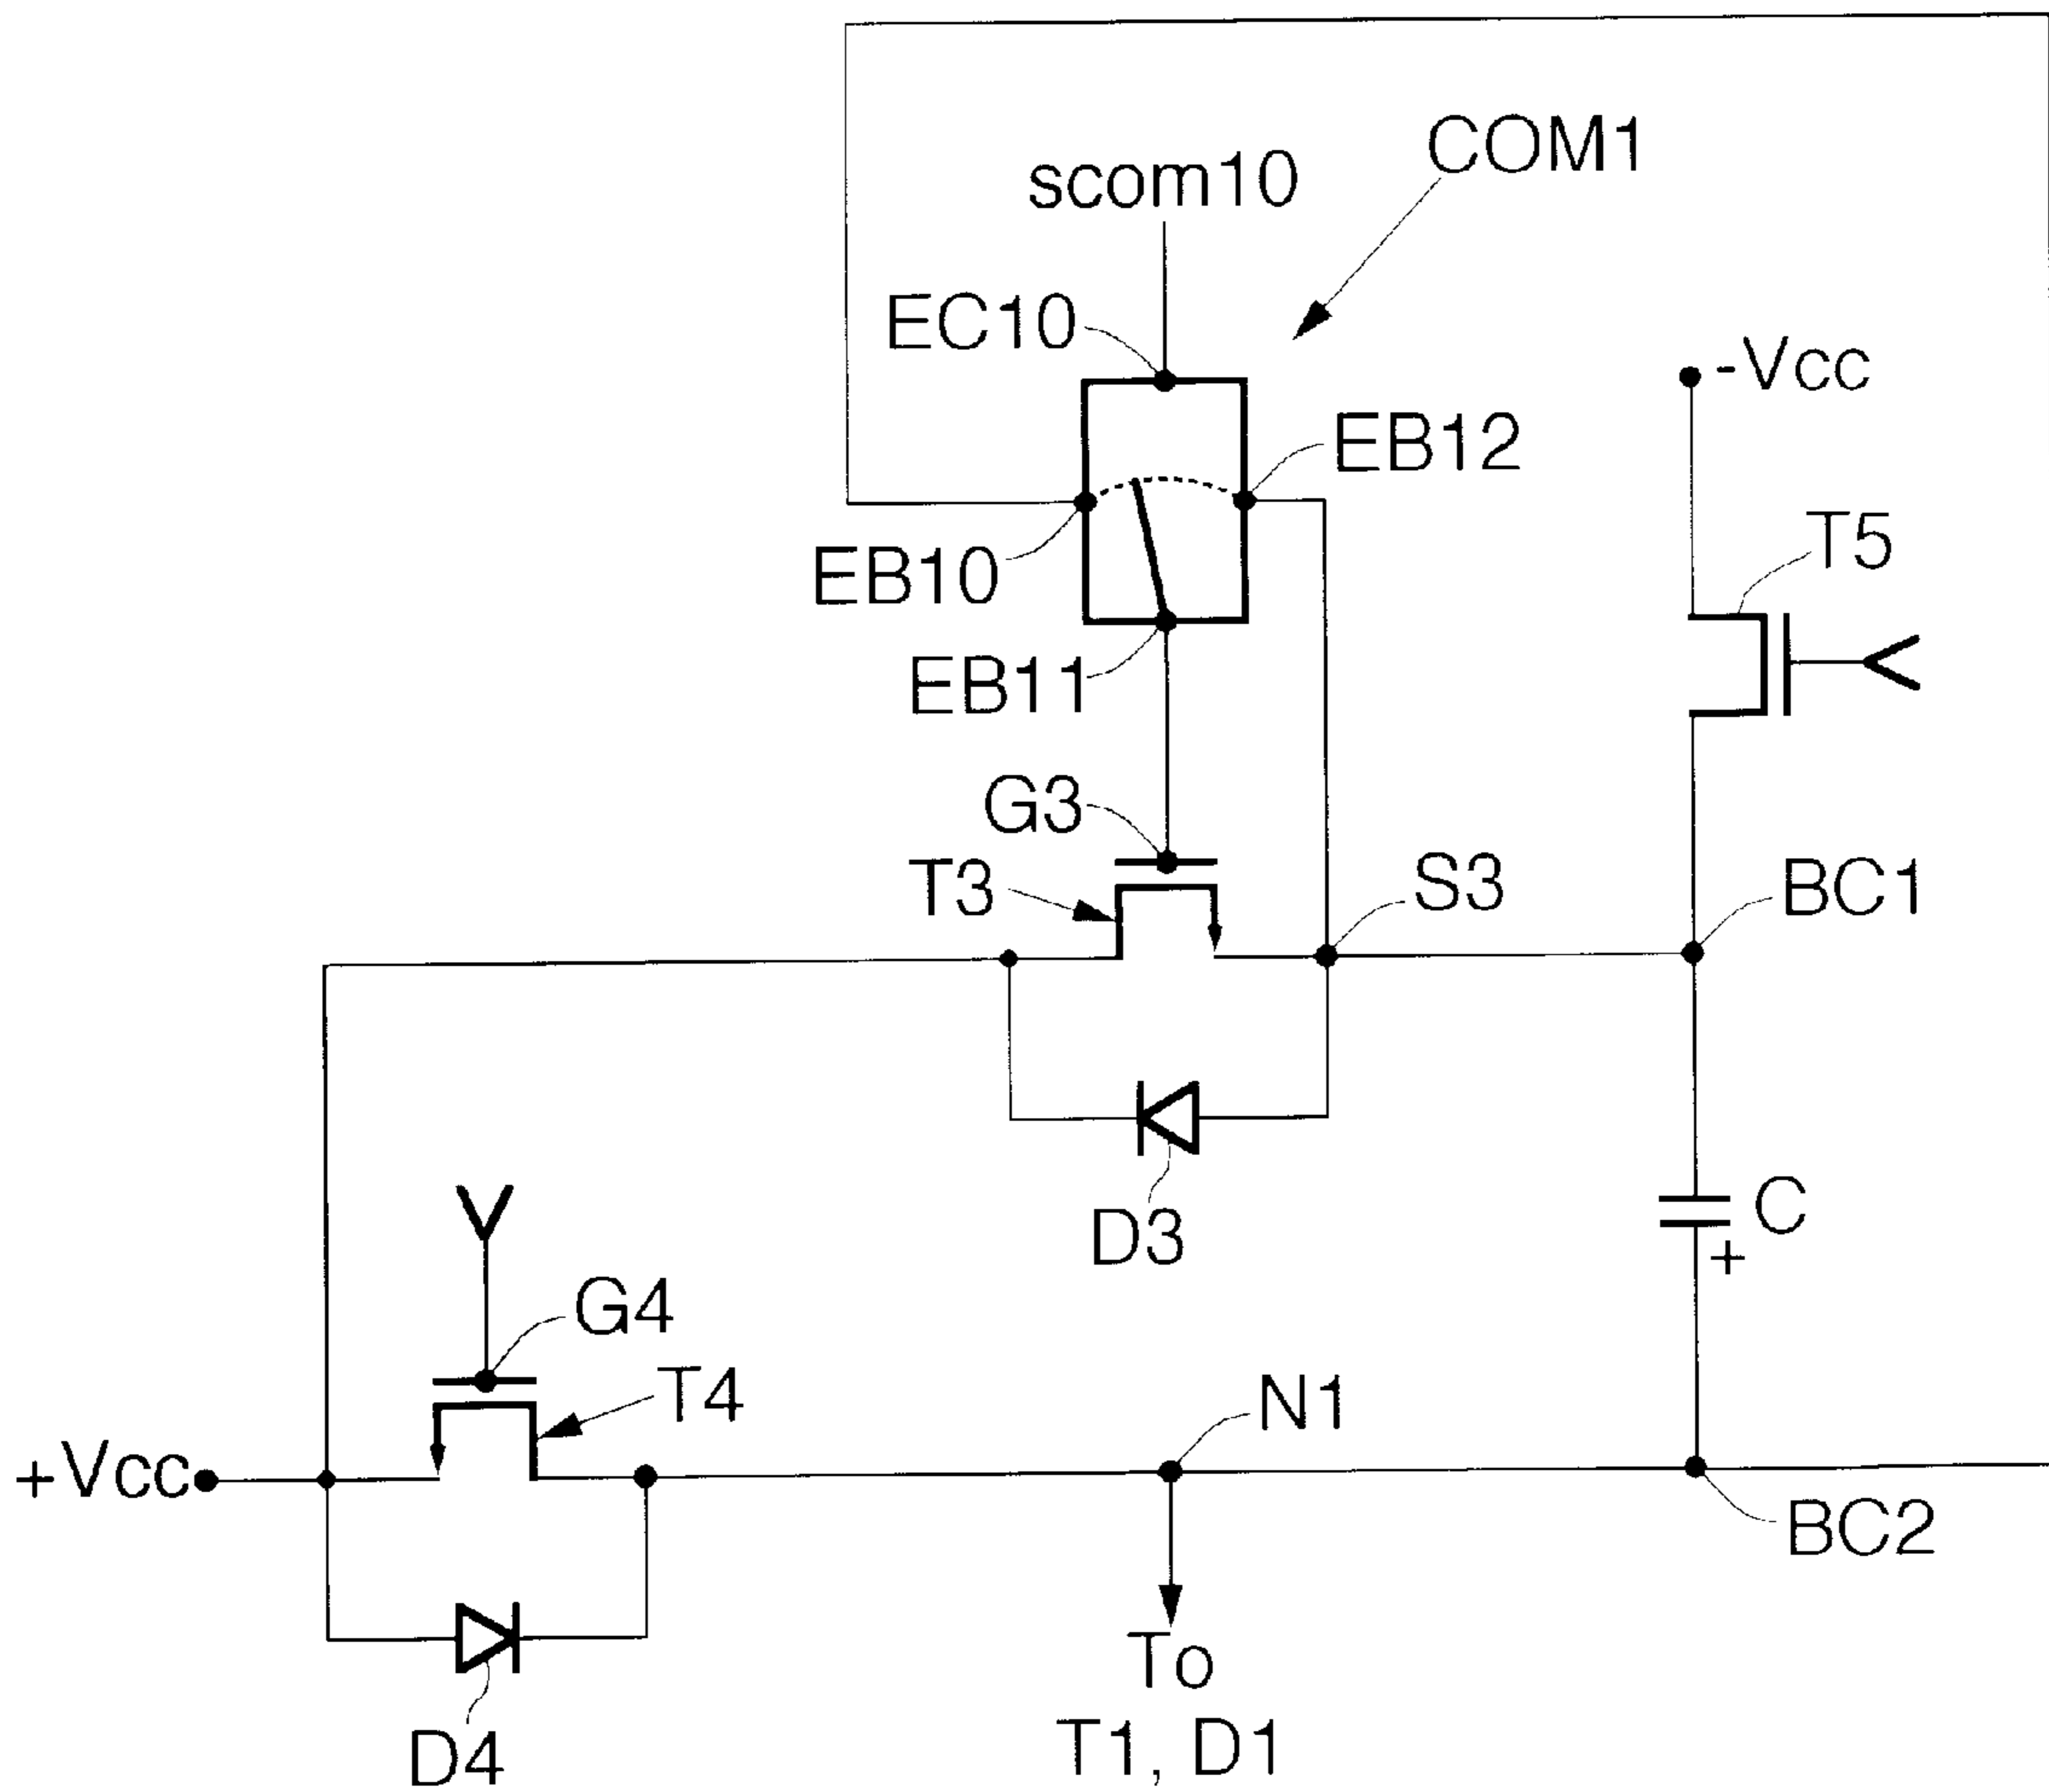 COM1
scom10
EC10
-Vcc
EB12
T5
EB10
EB11
G3
T3
S3
BC1
C
+
D3
G4
T4
N1
+Vcc
BC2
To
T1, D1
D4